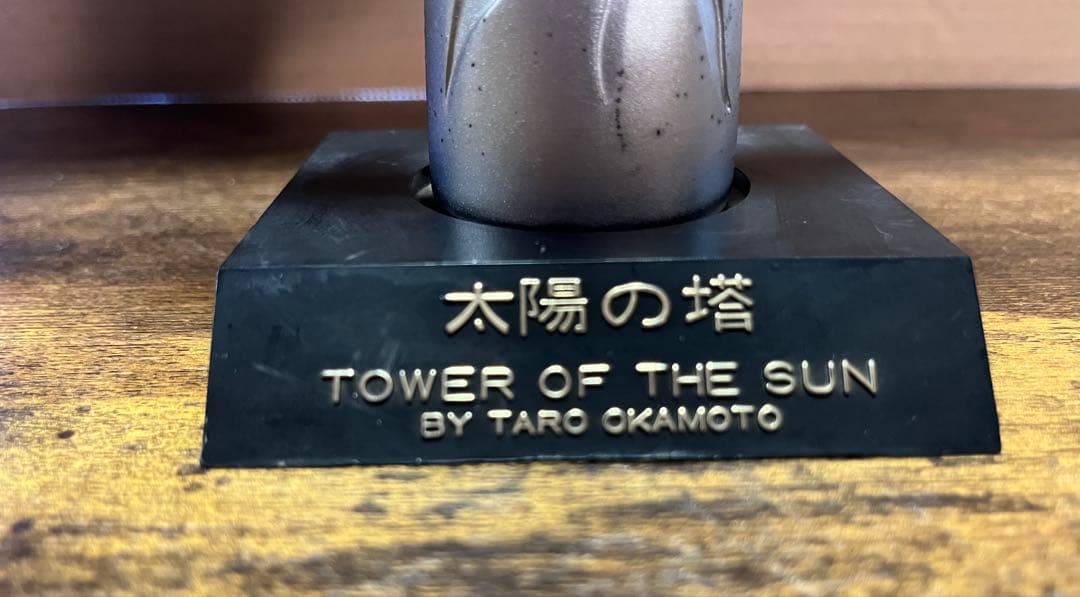 太陽の塔
TOWER OF THE SUN
BY TARO OKAMOTO